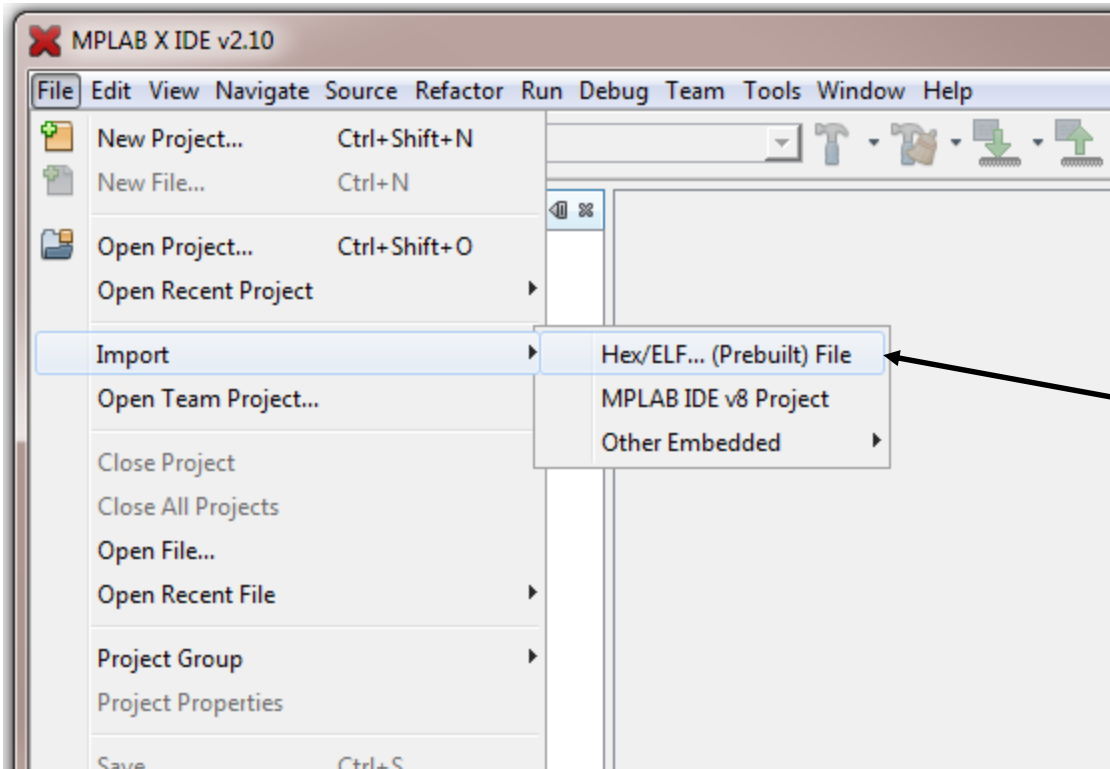 MPLAB X IDE v2.10
File Edit View Navigate Source Refactor Run Debug Team Tools Window Help
New Project... Ctrl+Shift+N
New File... Ctrl+N
Open Project... Ctrl+Shift+O
Open Recent Project
Import
Hex/ELF... (Prebuilt) File
Open Team Project...
MPLAB IDE v8 Project
Other Embedded
Close Project
Close All Projects
Open File...
Open Recent File
Project Group
Project Properties
Save Ctrl+S